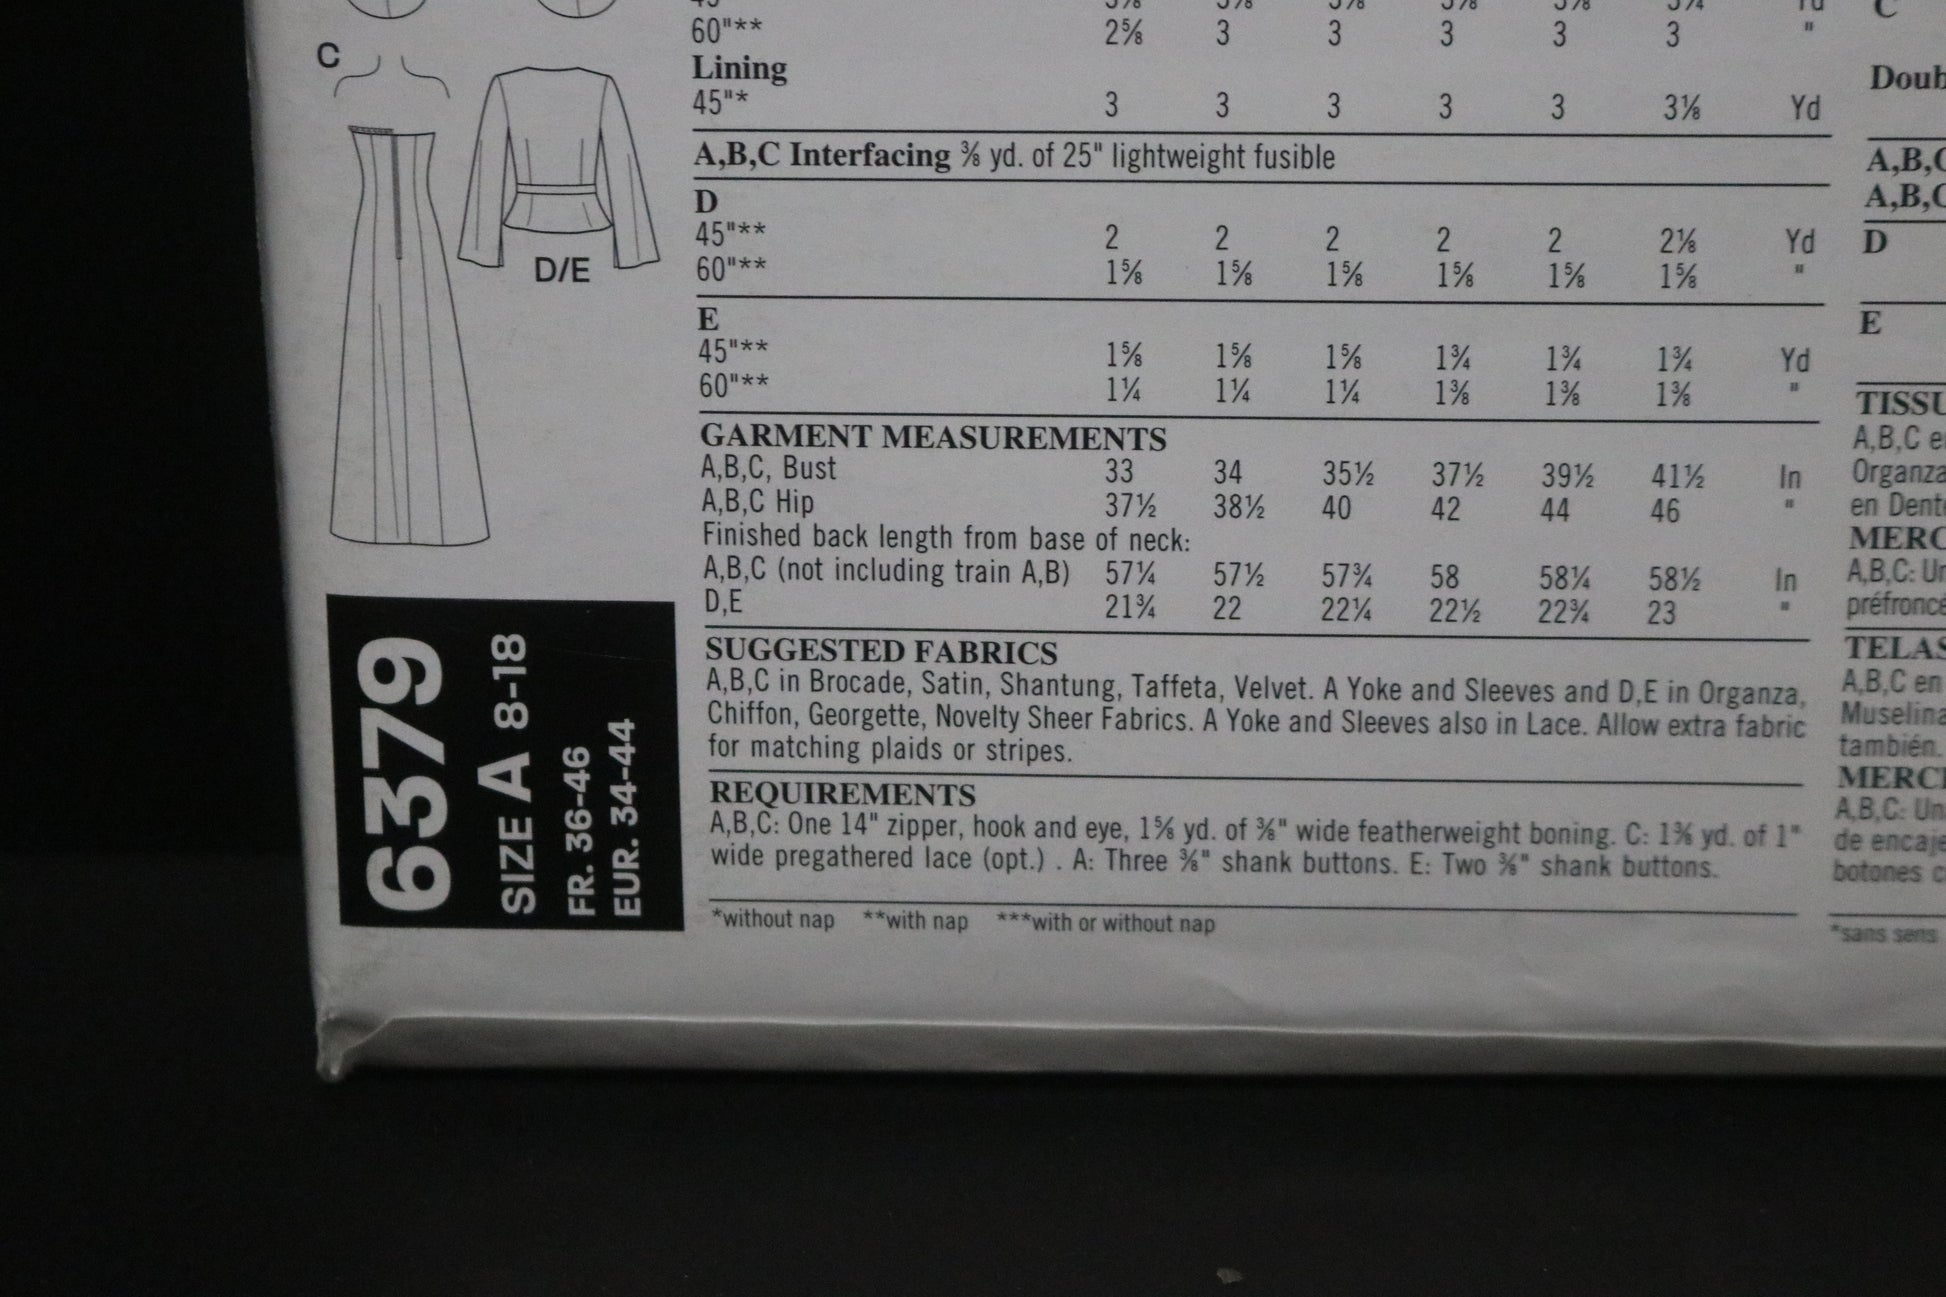 60"** 2⅝ 3 3 3 3 3 "
C
Lining
45"* 3 3 3 3 3 3⅛ Yd
A,B,C Interfacing ⅜ yd. of 25" lightweight fusible
D
45"** 2 2 2 2 2 2⅛ Yd
60"** 1⅝ 1⅝ 1⅝ 1⅝ 1⅝ 1⅝ "
D/E
E
45"** 1⅝ 1⅝ 1⅝ 1¾ 1¾ 1¾ Yd
60"** 1¼ 1¼ 1¼ 1⅜ 1⅜ 1⅜ "
GARMENT MEASUREMENTS
A,B,C, Bust 33 34 35½ 37½ 39½ 41½ In
A,B,C Hip 37½ 38½ 40 42 44 46 "
Finished back length from base of neck:
A,B,C (not including train A,B) 57¼ 57½ 57¾ 58 58¼ 58½ In
D,E 21¾ 22 22¼ 22½ 22¾ 23 "
SUGGESTED FABRICS
A,B,C in Brocade, Satin, Shantung, Taffeta, Velvet. A Yoke and Sleeves and D,E in Organza,
Chiffon, Georgette, Novelty Sheer Fabrics. A Yoke and Sleeves also in Lace. Allow extra fabric
for matching plaids or stripes.
REQUIREMENTS
A,B,C: One 14" zipper, hook and eye, 1⅝ yd. of ⅜" wide featherweight boning. C: 1⅜ yd. of 1"
wide pregathered lace (opt.) . A: Three ⅜" shank buttons. E: Two ⅜" shank buttons.
*without nap **with nap ***with or without nap
6379
SIZE A 8-18
FR. 36-46
EUR. 34-44
C
Doub
A,B,C
A,B,C
D
E
TISSU
A,B,C e
Organza
en Dent
MERC
A,B,C: Un
préfroncé
TELAS
A,B,C en
Muselina
también.
MERCE
A,B,C: Un
de encaje
botones c
*sans sens